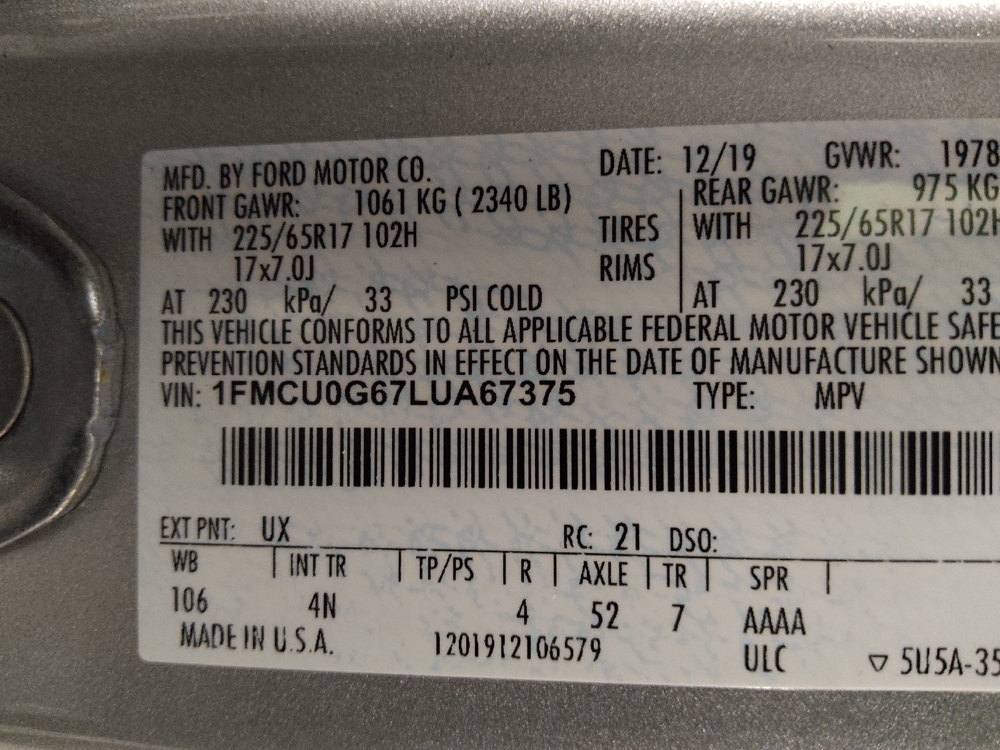 MFD. BY FORD MOTOR CO. DATE: 12/19 GVWR: 1978
FRONT GAWR: 1061 KG ( 2340 LB) REAR GAWR: 975 KG
WITH 225/65R17 102H TIRES WITH 225/65R17 102H
17x7.0J RIMS 17x7.0J
AT 230 kPa/ 33 PSI COLD AT 230 kPa/ 33
THIS VEHICLE CONFORMS TO ALL APPLICABLE FEDERAL MOTOR VEHICLE SAFE
PREVENTION STANDARDS IN EFFECT ON THE DATE OF MANUFACTURE SHOWN
VIN: 1FMCU0G67LUA67375 TYPE: MPV
EXT PNT: UX RC: 21 DSO:
WB INT TR TP/PS R AXLE TR SPR
106 4N 4 52 7 AAAA
MADE IN U.S.A. 1201912106579 ULC ▽ 5U5A-35